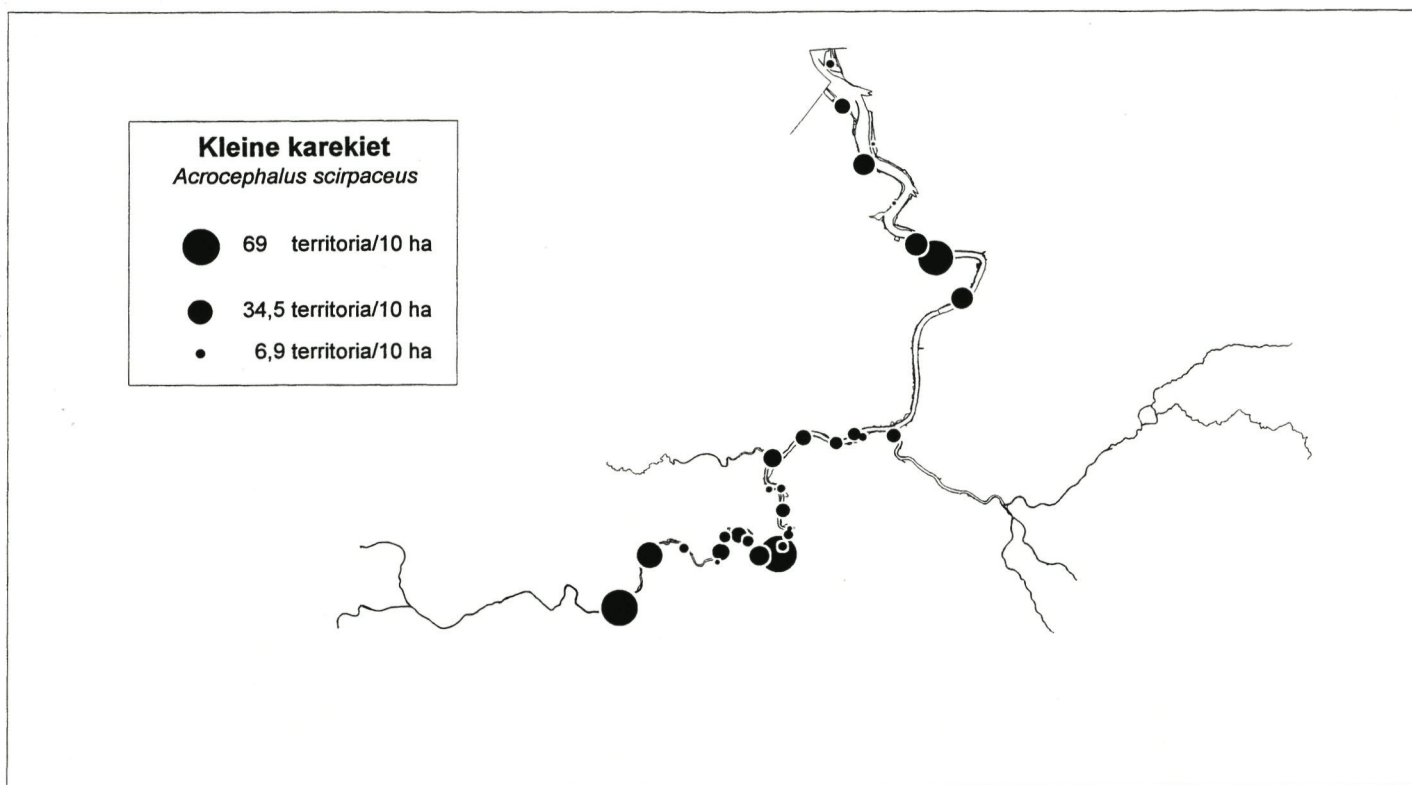 Kleine karekiet
Acrocephalus scirpaceus
69 territoria/10 ha
34,5 territoria/10 ha
6,9 territoria/10 ha